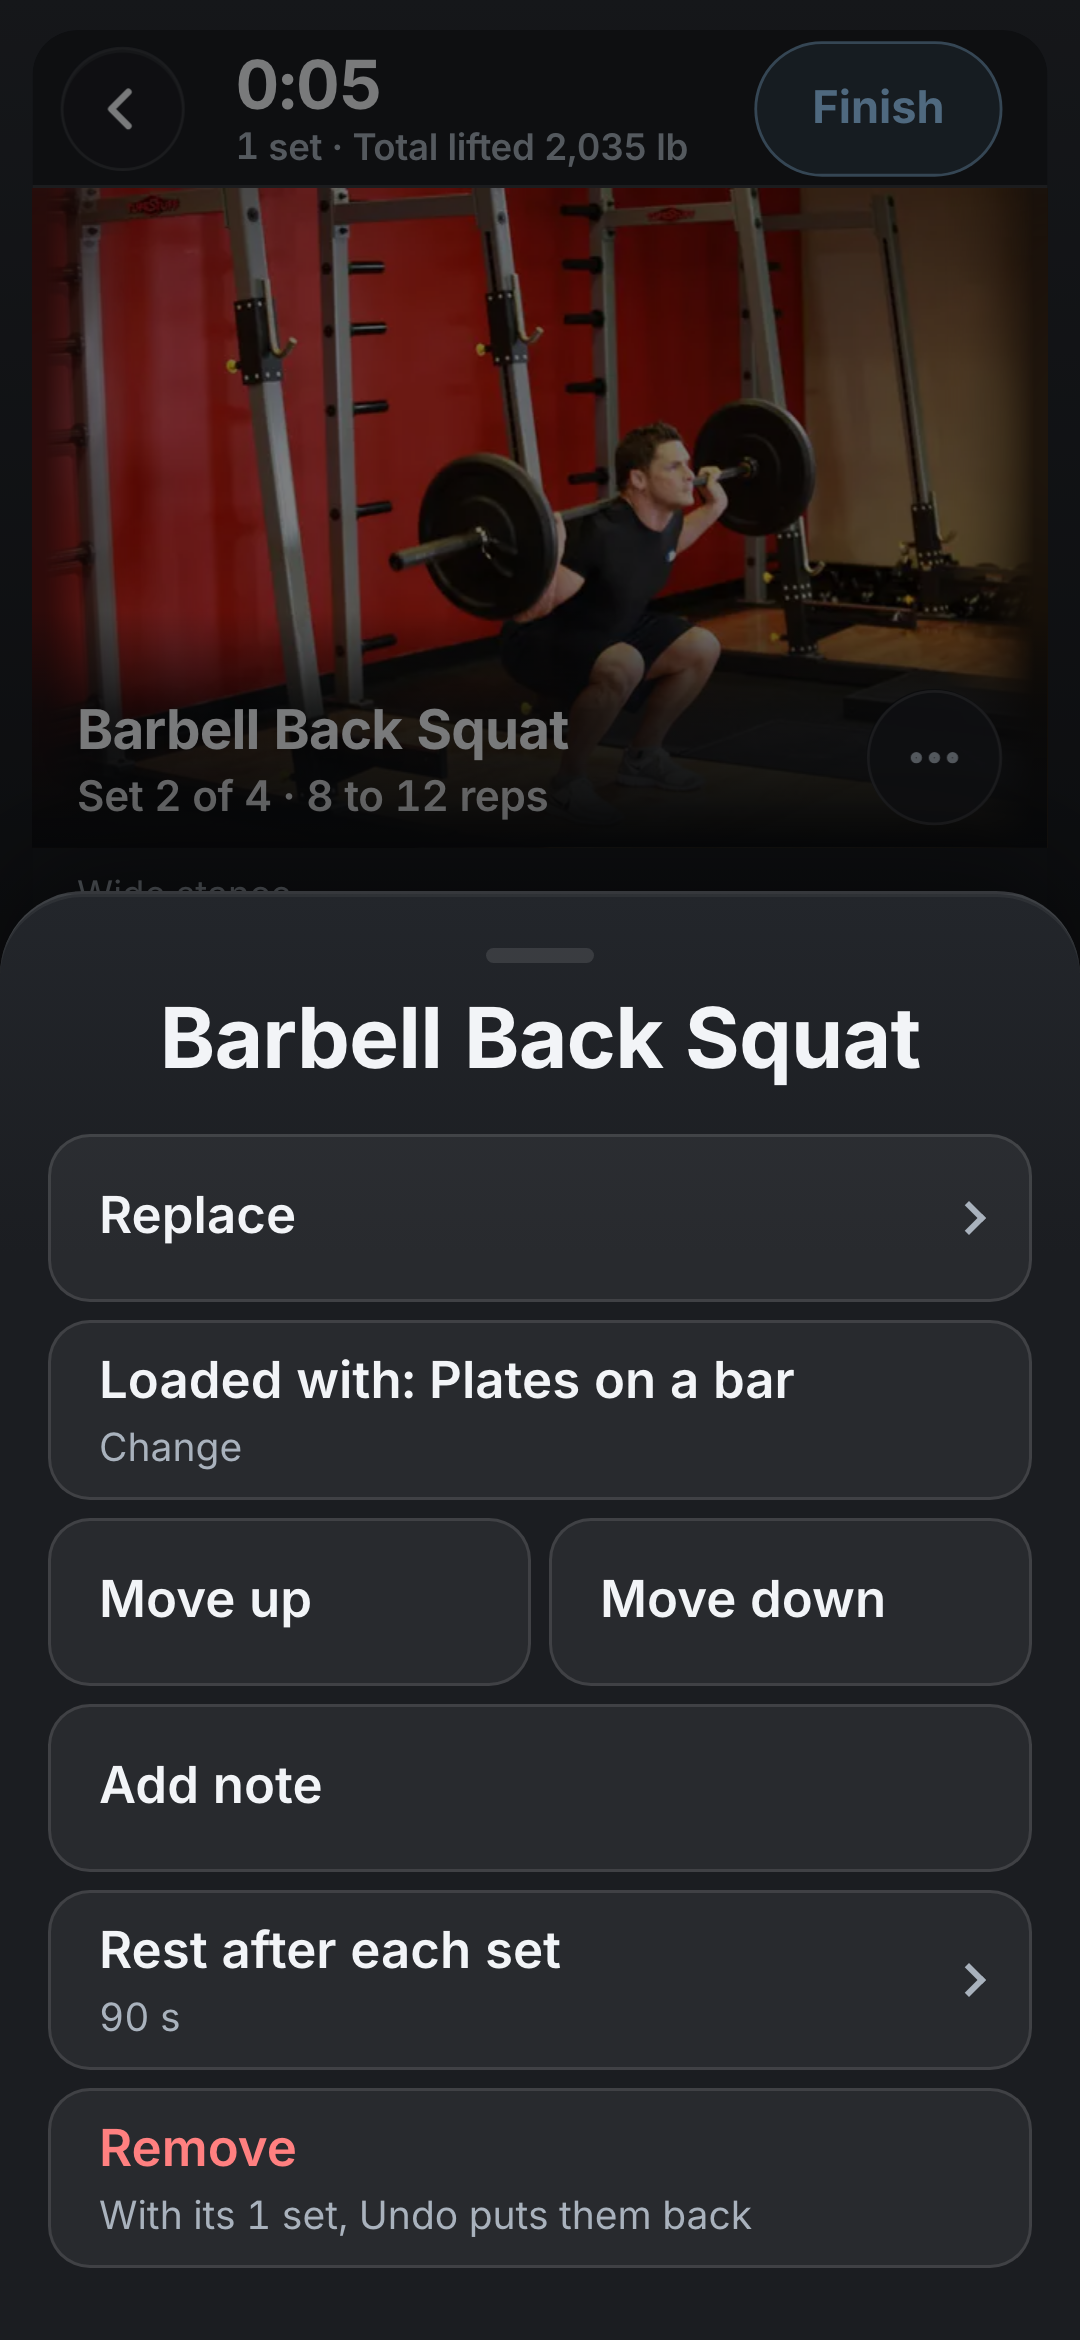 0:05
1 set · Total lifted 2,035 lb
Finish
Barbell Back Squat
Set 2 of 4 · 8 to 12 reps
Wide stance
Barbell Back Squat
Replace
Loaded with: Plates on a bar
Change
Move up
Move down
Add note
Rest after each set
90 s
Remove
With its 1 set, Undo puts them back